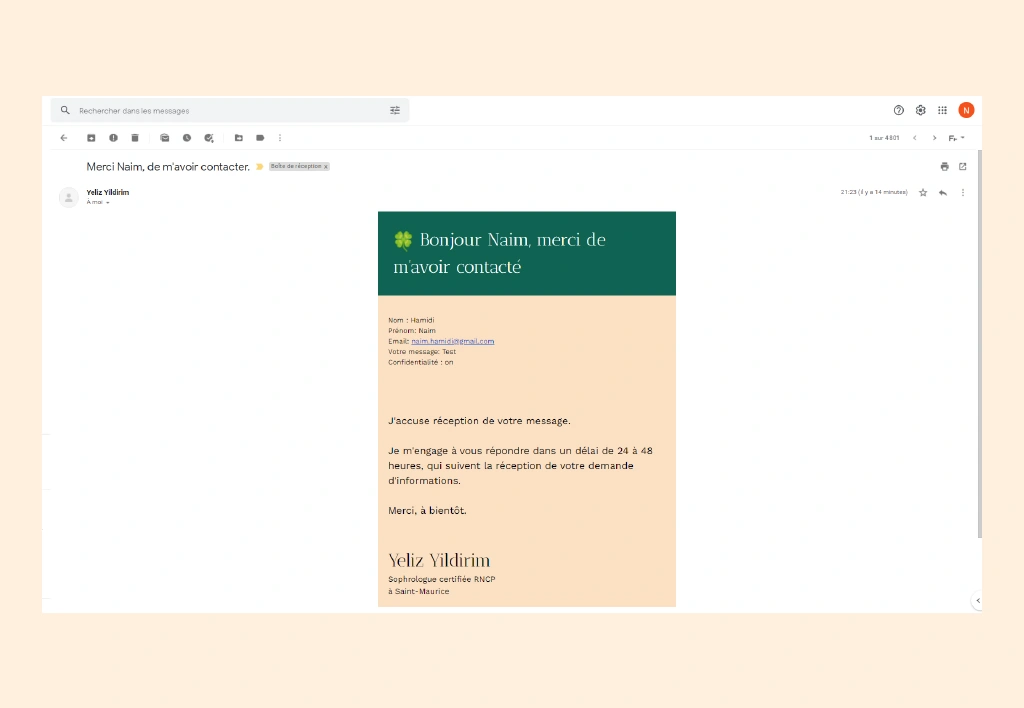 Rechercher dans les messages
N
1 sur 4 801
Merci Naim, de m'avoir contacter.
Boîte de réception x
Yeliz Yildirim
21:23 (il y a 14 minutes)
À moi
🍀 Bonjour Naim, merci de
m'avoir contacté
Nom : Hamidi
Prénom: Naim
Email: naim.hamidi@gmail.com
Votre message: Test
Confidentialité : on
J'accuse réception de votre message.
Je m'engage à vous répondre dans un délai de 24 à 48
heures, qui suivent la réception de votre demande
d'informations.
Merci, à bientôt.
Yeliz Yildirim
Sophrologue certifiée RNCP
à Saint-Maurice